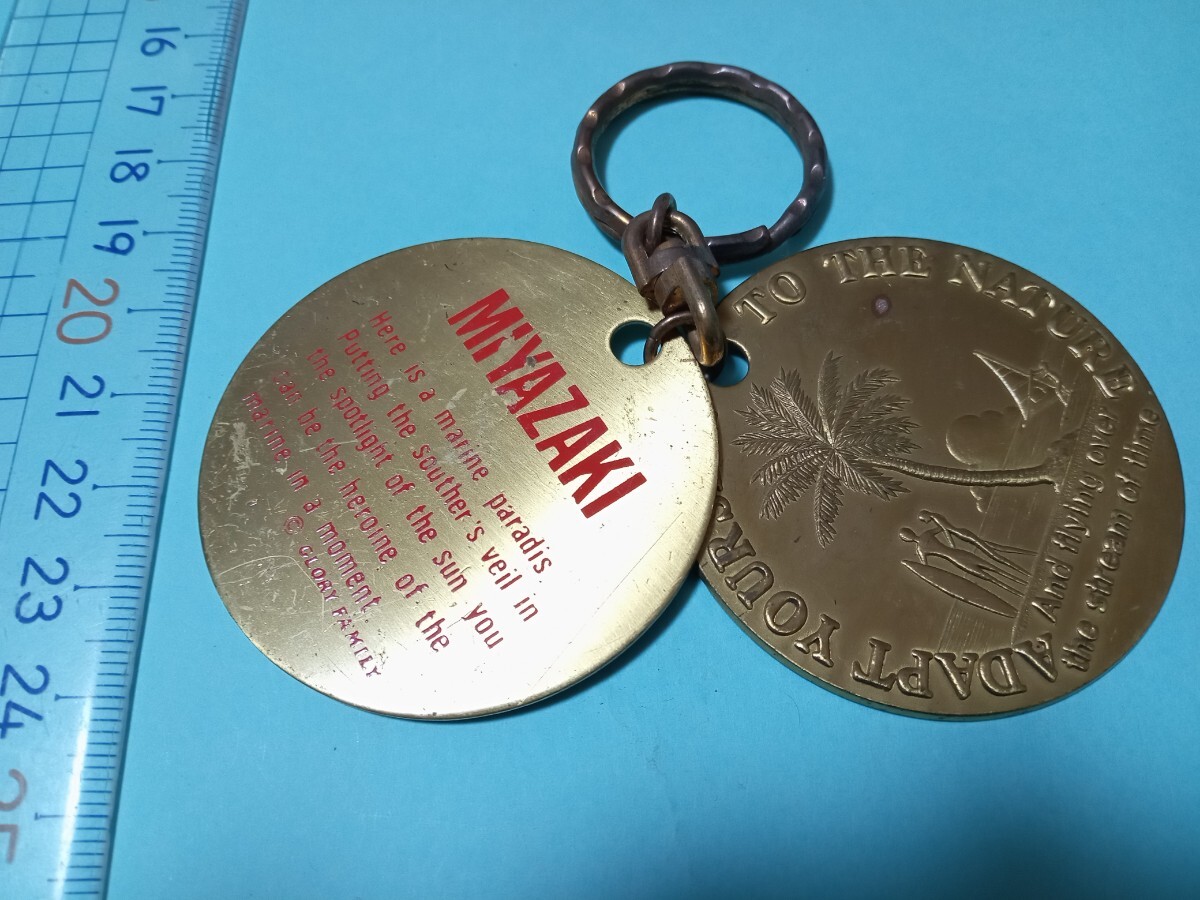 16
17
18
19
20
21
22
23
24
25
MIYAZAKI
Here is a marine paradis.
Putting the souther's veil in
the spotlight of the sun, you
can be the heroine of the
marine in a moment.
© GLORY FAMILY
ADAPT YOURS
TO THE NATURE
And flying over
the stream of time